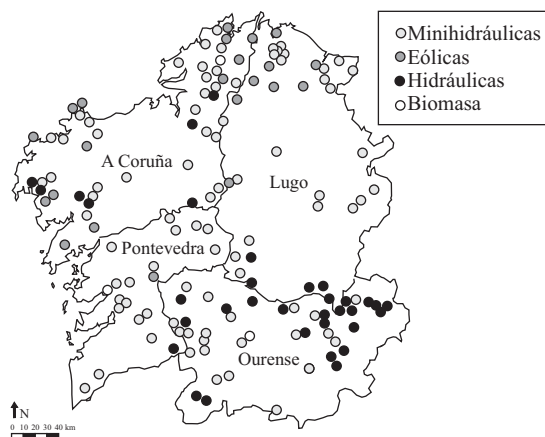 Minihidráulicas
Eólicas
Hidráulicas
Biomasa
A Coruña
Lugo
Pontevedra
Ourense
N
0 10 20 30 40 km